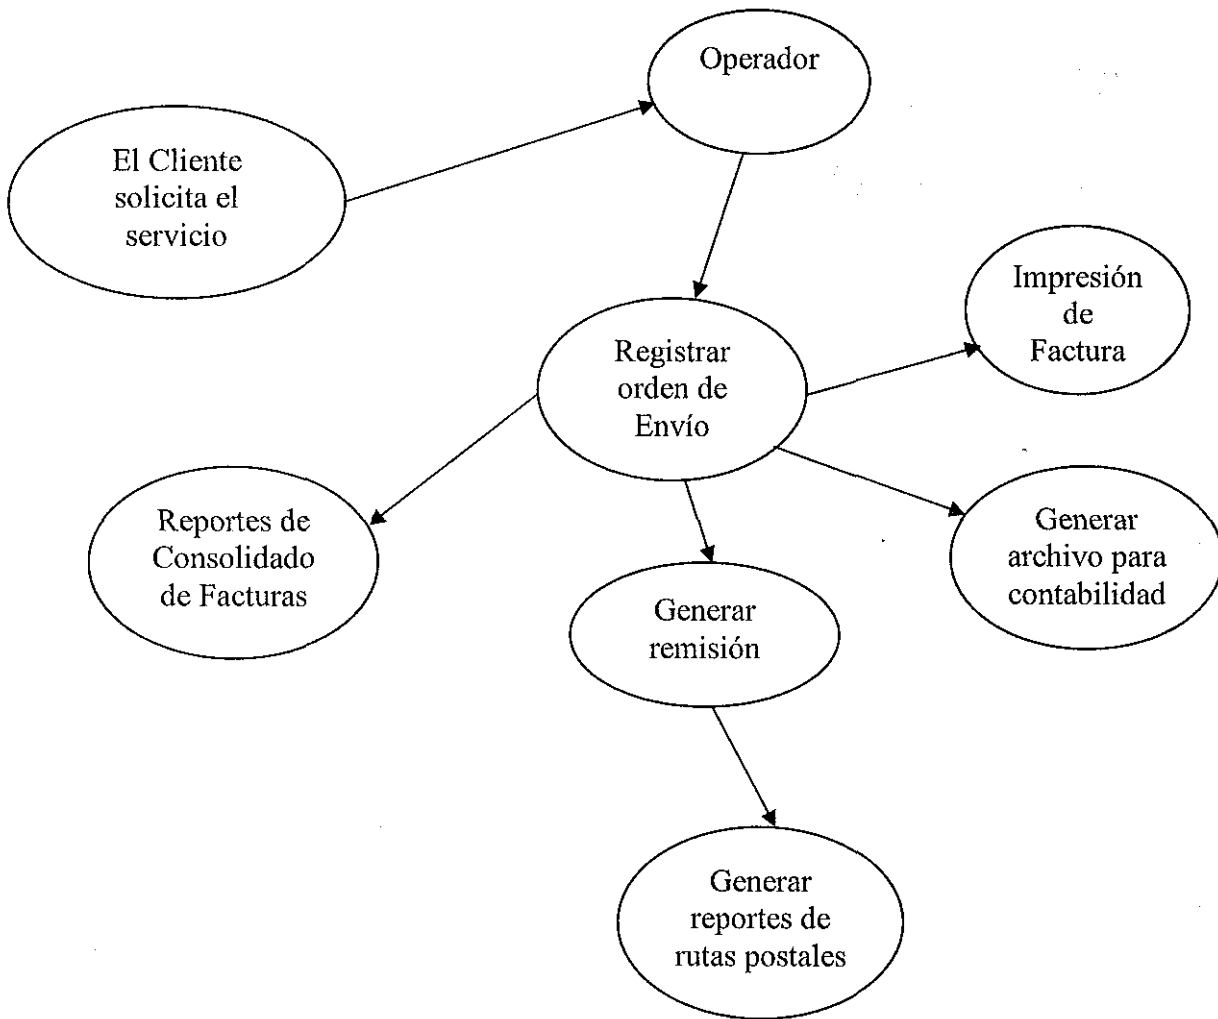 Operador
El Cliente
solicita el
servicio
Impresión
de
Factura
Registrar
orden de
Envío
Reportes de
Consolidado
de Facturas
Generar
archivo para
contabilidad
Generar
remisión
Generar
reportes de
rutas postales